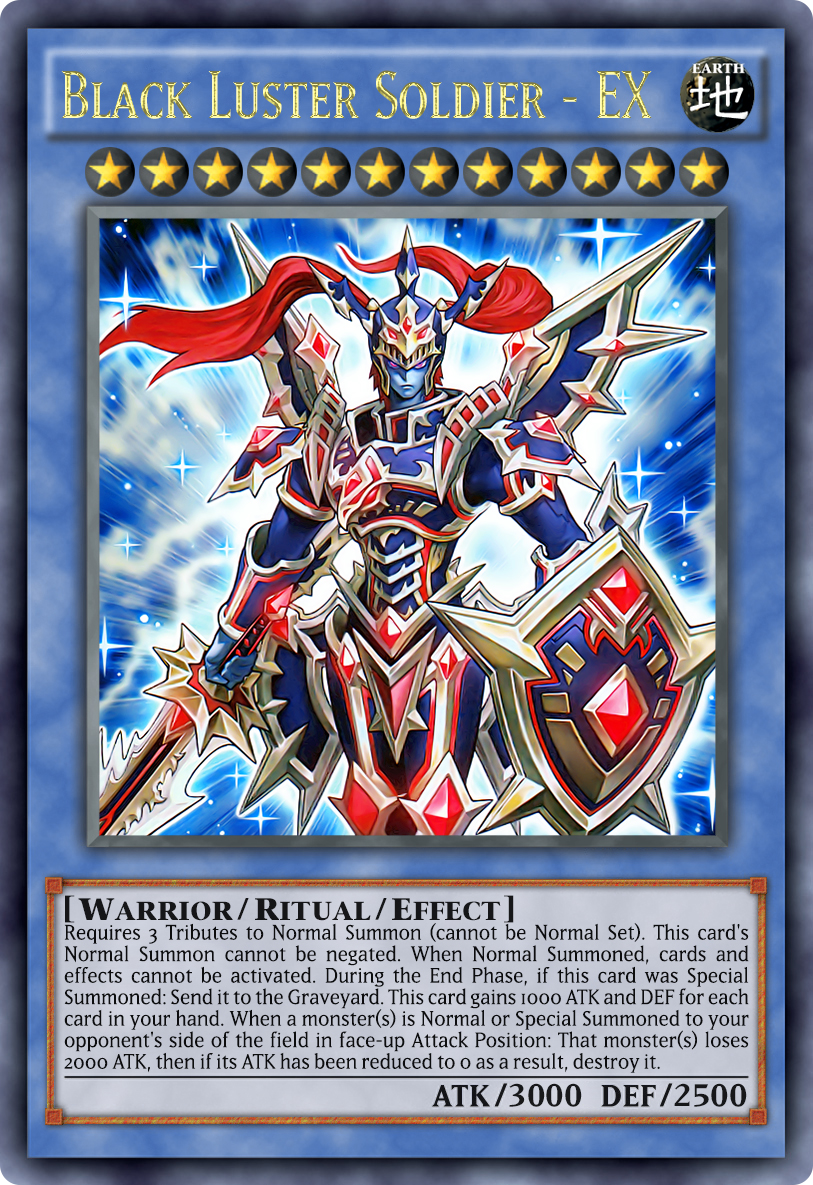 BLACK LUSTER SOLDIER - EX
EARTH
地
[ WARRIOR / RITUAL / EFFECT ]
Requires 3 Tributes to Normal Summon (cannot be Normal Set). This card's
Normal Summon cannot be negated. When Normal Summoned, cards and
effects cannot be activated. During the End Phase, if this card was Special
Summoned: Send it to the Graveyard. This card gains 1000 ATK and DEF for each
card in your hand. When a monster(s) is Normal or Special Summoned to your
opponent's side of the field in face-up Attack Position: That monster(s) loses
2000 ATK, then if its ATK has been reduced to 0 as a result, destroy it.
ATK/3000 DEF/2500